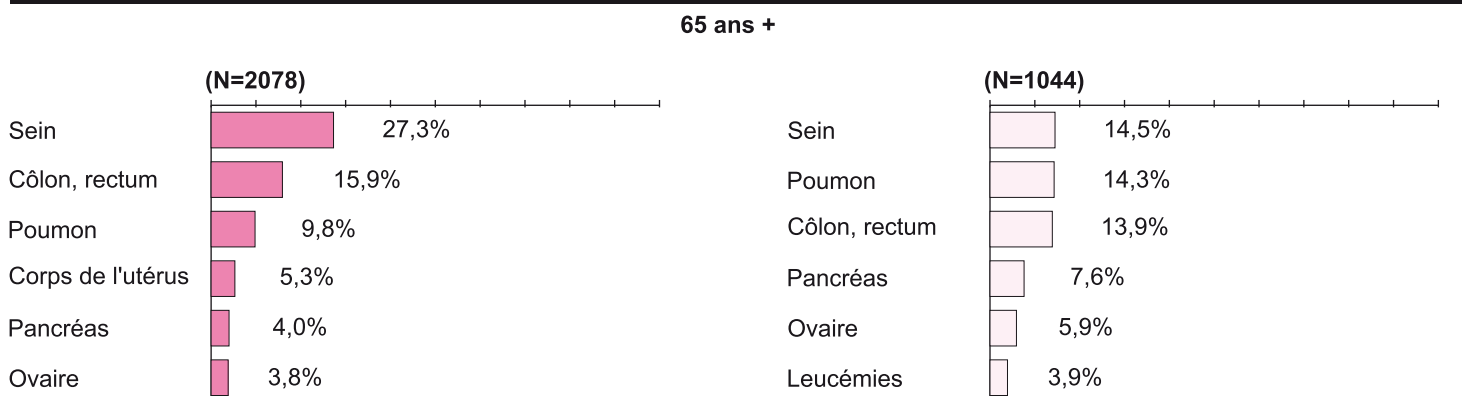 65 ans +
(N=2078)
Sein 27,3%
Côlon, rectum 15,9%
Poumon 9,8%
Corps de l'utérus 5,3%
Pancréas 4,0%
Ovaire 3,8%
(N=1044)
Sein 14,5%
Poumon 14,3%
Côlon, rectum 13,9%
Pancréas 7,6%
Ovaire 5,9%
Leucémies 3,9%